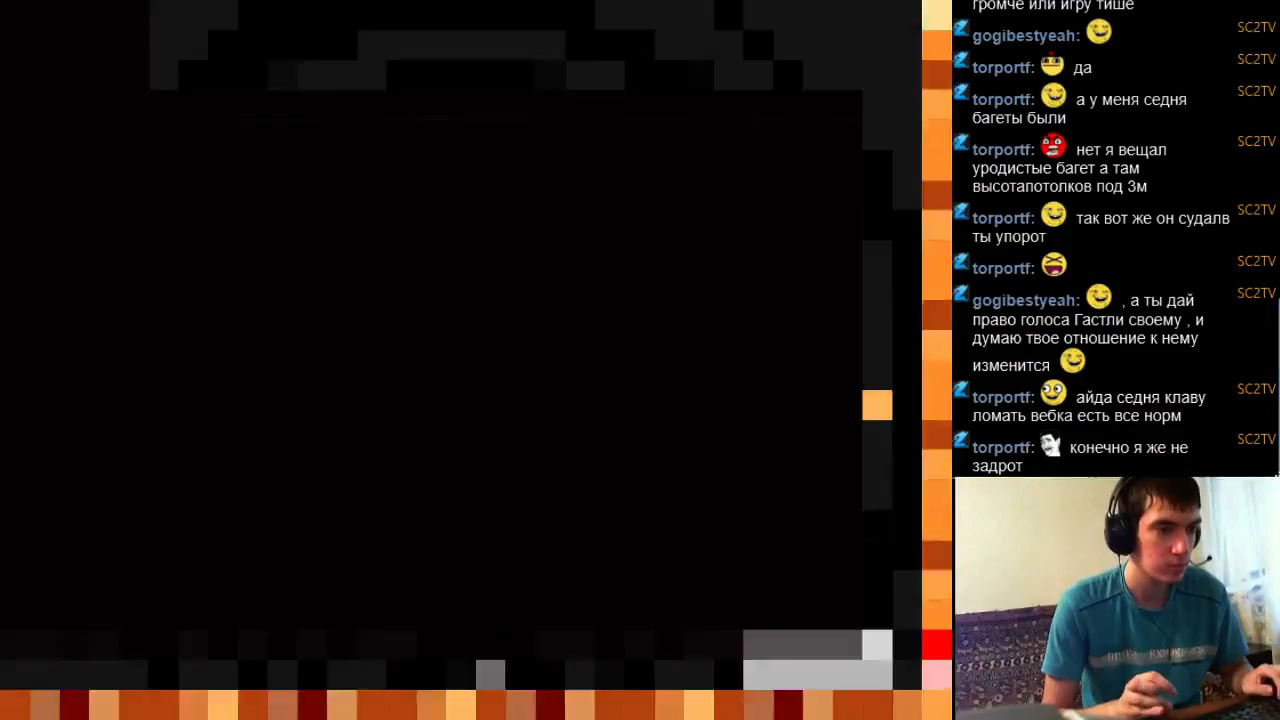 громче или игру тише
gogibestyeah: SC2TV
torportf: да SC2TV
torportf: а у меня седня SC2TV
багеты были
torportf: нет я вещал SC2TV
уродистые багет а там
высотапотолков под 3м
torportf: так вот же он судалв SC2TV
ты упорот
torportf: SC2TV
gogibestyeah: , а ты дай SC2TV
право голоса Гастли своему , и
думаю твое отношение к нему
изменится
torportf: айда седня клаву SC2TV
ломать вебка есть все норм
torportf: конечно я же не SC2TV
задрот